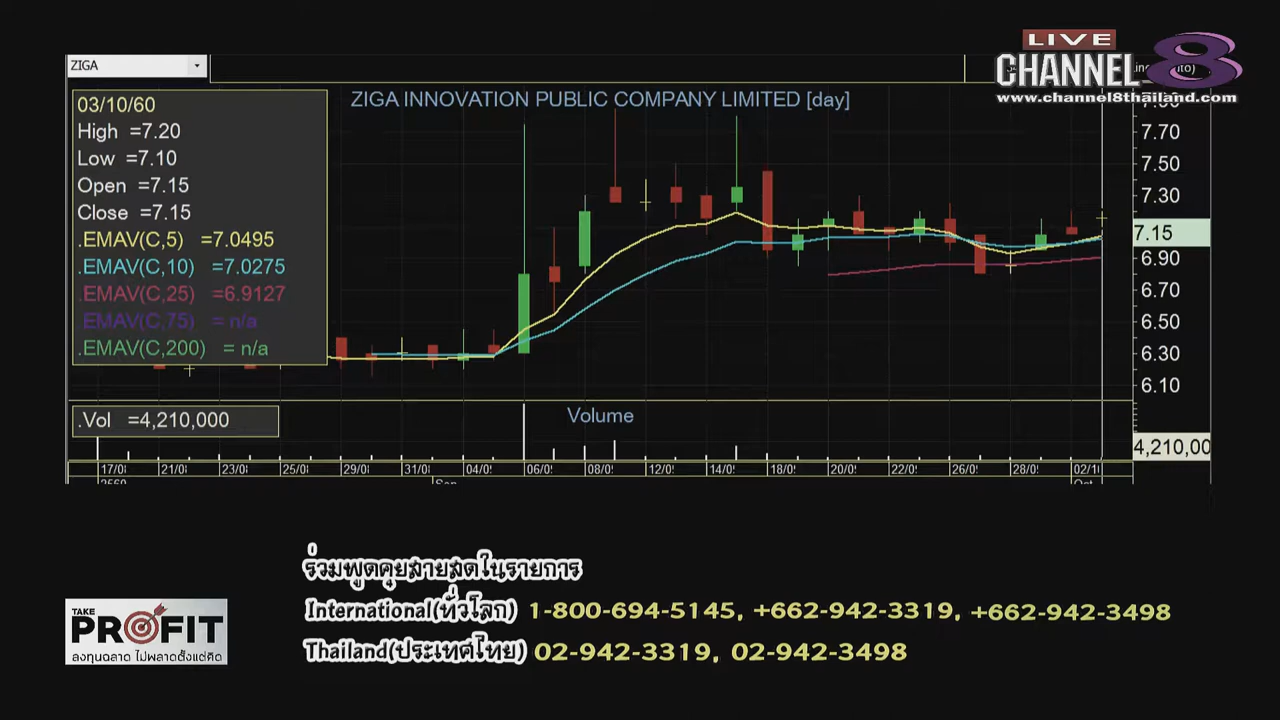 LIVE
CHANNEL 8
www.channel8thailand.com
ZIGA
ZIGA INNOVATION PUBLIC COMPANY LIMITED [day]
03/10/60
High =7.20
Low =7.10
Open =7.15
Close =7.15
.EMAV(C,5) =7.0495
.EMAV(C,10) =7.0275
.EMAV(C,25) =6.9127
.EMAV(C,75) = n/a
.EMAV(C,200) = n/a
7.70
7.50
7.30
7.15
6.90
6.70
6.50
6.30
6.10
.Vol =4,210,000
Volume
4,210,00
17/0 21/0 23/0 25/0 29/0 31/0 04/0 06/0 08/0 12/0 14/0 18/0 20/0 22/0 26/0 28/0 02/1
ร่วมพูดคุยสายสดในรายการ
International(ทั่วโลก) 1-800-694-5145, +662-942-3319, +662-942-3498
Thailand(ประเทศไทย) 02-942-3319, 02-942-3498
TAKE
PROFIT
ลงทุนฉลาด ไม่พลาดตั้งแต่คิด